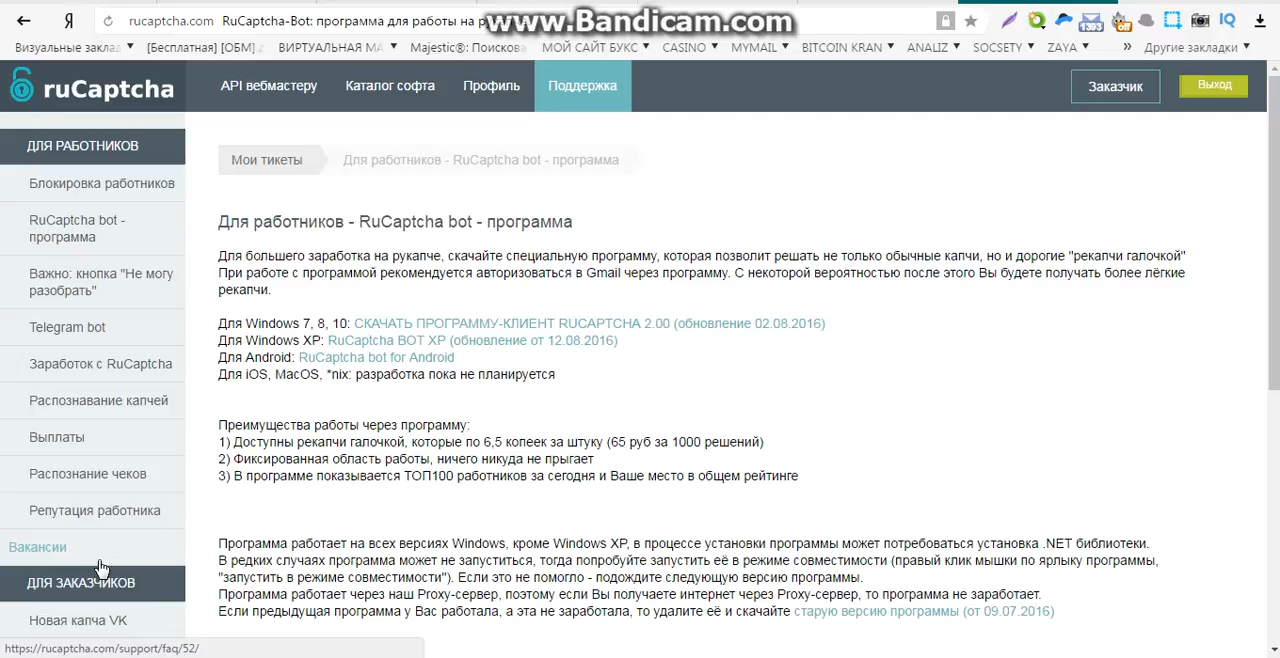 rucaptcha.com RuCaptcha-Bot: программа для работы на р
www.Bandicam.com
Визуальные заклад
[Бесплатная] [ОБМ]
ВИРТУАЛЬНАЯ МА
Majestic®: Поискова
МОЙ САЙТ БУКС
CASINO
MYMAIL
BITCOIN KRAN
ANALIZ
SOCSETY
ZAYA
»
Другие закладки
ruCaptcha
API вебмастеру
Каталог софта
Профиль
Поддержка
Заказчик
Выход
ДЛЯ РАБОТНИКОВ
Блокировка работников
RuCaptcha bot -
программа
Важно: кнопка "Не могу
разобрать"
Telegram bot
Заработок с RuCaptcha
Распознавание капчей
Выплаты
Распознание чеков
Репутация работника
Вакансии
ДЛЯ ЗАКАЗЧИКОВ
Новая капча VK
https://rucaptcha.com/support/faq/52/
Мои тикеты
Для работников - RuCaptcha bot - программа
Для работников - RuCaptcha bot - программа
Для большего заработка на рукапче, скачайте специальную программу, которая позволит решать не только обычные капчи, но и дорогие "рекапчи галочкой"
При работе с программой рекомендуется авторизоваться в Gmail через программу. С некоторой вероятностью после этого Вы будете получать более лёгкие
рекапчи.
Для Windows 7, 8, 10: СКАЧАТЬ ПРОГРАММУ-КЛИЕНТ RUCAPTCHA 2.00 (обновление 02.08.2016)
Для Windows XP: RuCaptcha BOT XP (обновление от 12.08.2016)
Для Android: RuCaptcha bot for Android
Для iOS, MacOS, *nix: разработка пока не планируется
Преимущества работы через программу:
1) Доступны рекапчи галочкой, которые по 6,5 копеек за штуку (65 руб за 1000 решений)
2) Фиксированная область работы, ничего никуда не прыгает
3) В программе показывается ТОП100 работников за сегодня и Ваше место в общем рейтинге
Программа работает на всех версиях Windows, кроме Windows XP, в процессе установки программы может потребоваться установка .NET библиотеки.
В редких случаях программа может не запуститься, тогда попробуйте запустить её в режиме совместимости (правый клик мышки по ярлыку программы,
"запустить в режиме совместимости"). Если это не помогло - подождите следующую версию программы.
Программа работает через наш Proxy-сервер, поэтому если Вы получаете интернет через Proxy-сервер, то программа не заработает.
Если предыдущая программа у Вас работала, а эта не заработала, то удалите её и скачайте старую версию программы (от 09.07.2016)